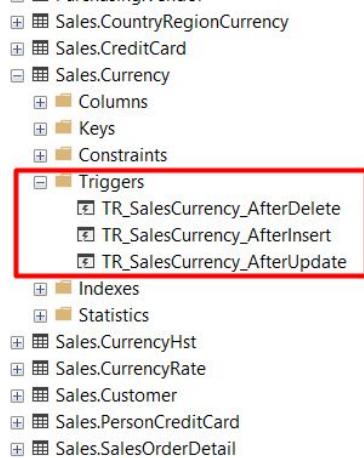 Sales.CountryRegionCurrency
Sales.CreditCard
Sales.Currency
Columns
Keys
Constraints
Triggers
TR_SalesCurrency_AfterDelete
TR_SalesCurrency_AfterInsert
TR_SalesCurrency_AfterUpdate
Indexes
Statistics
Sales.CurrencyHst
Sales.CurrencyRate
Sales.Customer
Sales.PersonCreditCard
Sales.SalesOrderDetail